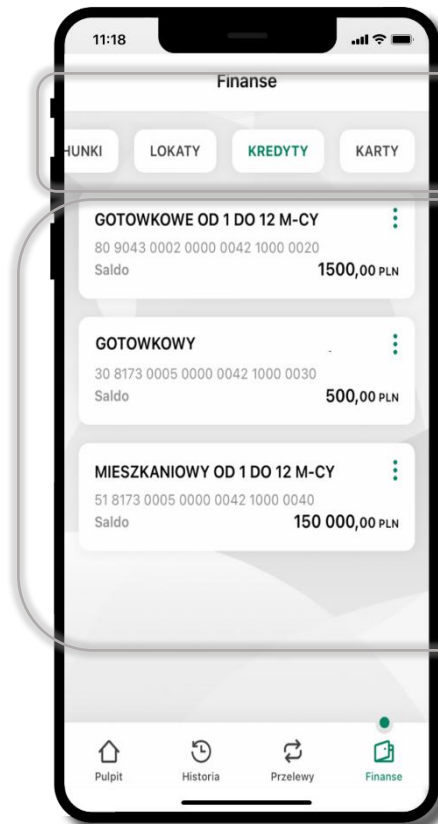 11:18
Finanse
HUNKI LOKATY KREDYTY KARTY
GOTOWKOWE OD 1 DO 12 M-CY
80 9043 0002 0000 0042 1000 0020
Saldo 1500,00 PLN
GOTOWKOWY
30 8173 0005 0000 0042 1000 0030
Saldo 500,00 PLN
MIESZKANIOWY OD 1 DO 12 M-CY
51 8173 0005 0000 0042 1000 0040
Saldo 150 000,00 PLN
Pulpit Historia Przelewy Finanse